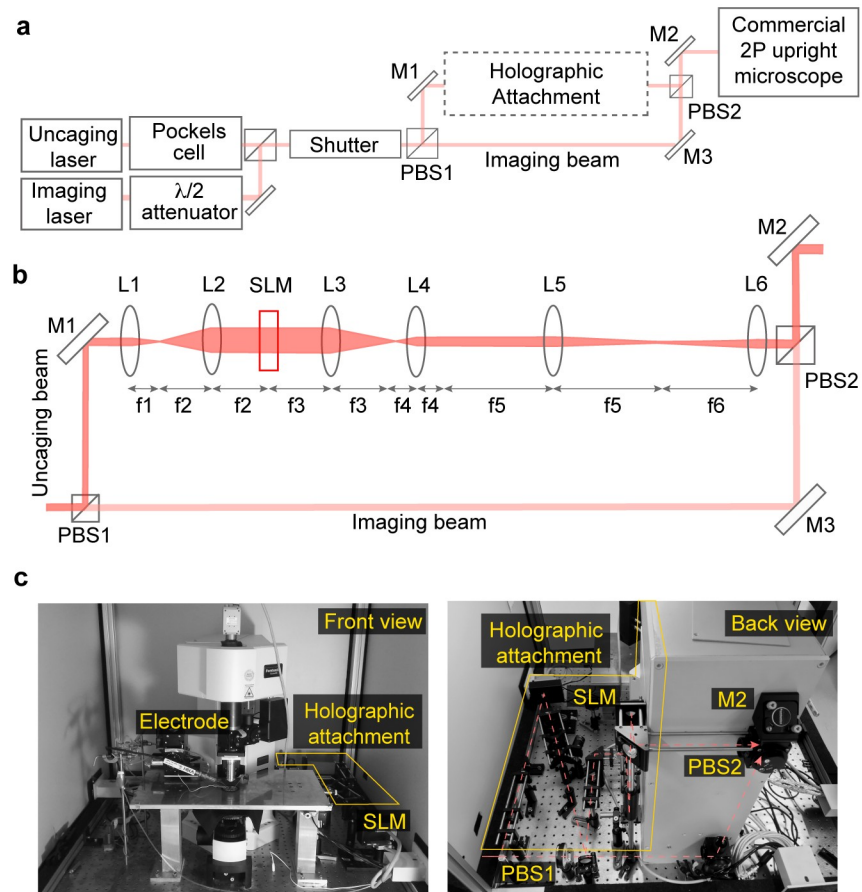 a
Uncaging
laser
Pockels
cell
Imaging
laser
λ/2
attenuator
Shutter
M1
PBS1
Holographic
Attachment
Imaging beam
M2
PBS2
M3
Commercial
2P upright
microscope
b
M1
L1
L2
SLM
L3
L4
L5
L6
M2
f1
f2
f2
f3
f3
f4
f4
f5
f5
f6
PBS2
Uncaging beam
PBS1
Imaging beam
M3
c
Front view
Electrode
Holographic
attachment
SLM
Back view
Holographic
attachment
SLM
M2
PBS2
PBS1